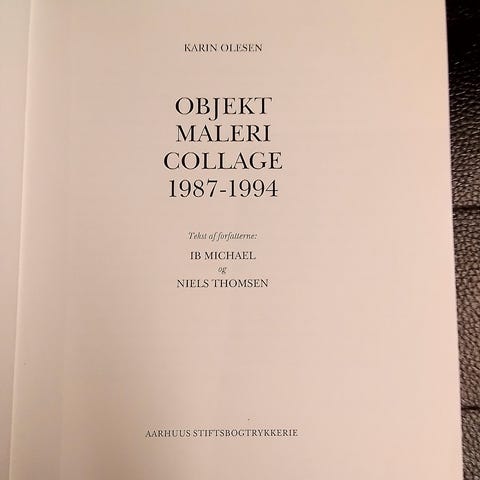 KARIN OLESEN
OBJEKT
MALERI
COLLAGE
1987-1994
Tekst af forfatterne:
IB MICHAEL
og
NIELS THOMSEN
AARHUUS STIFTSBOGTRYKKERIE